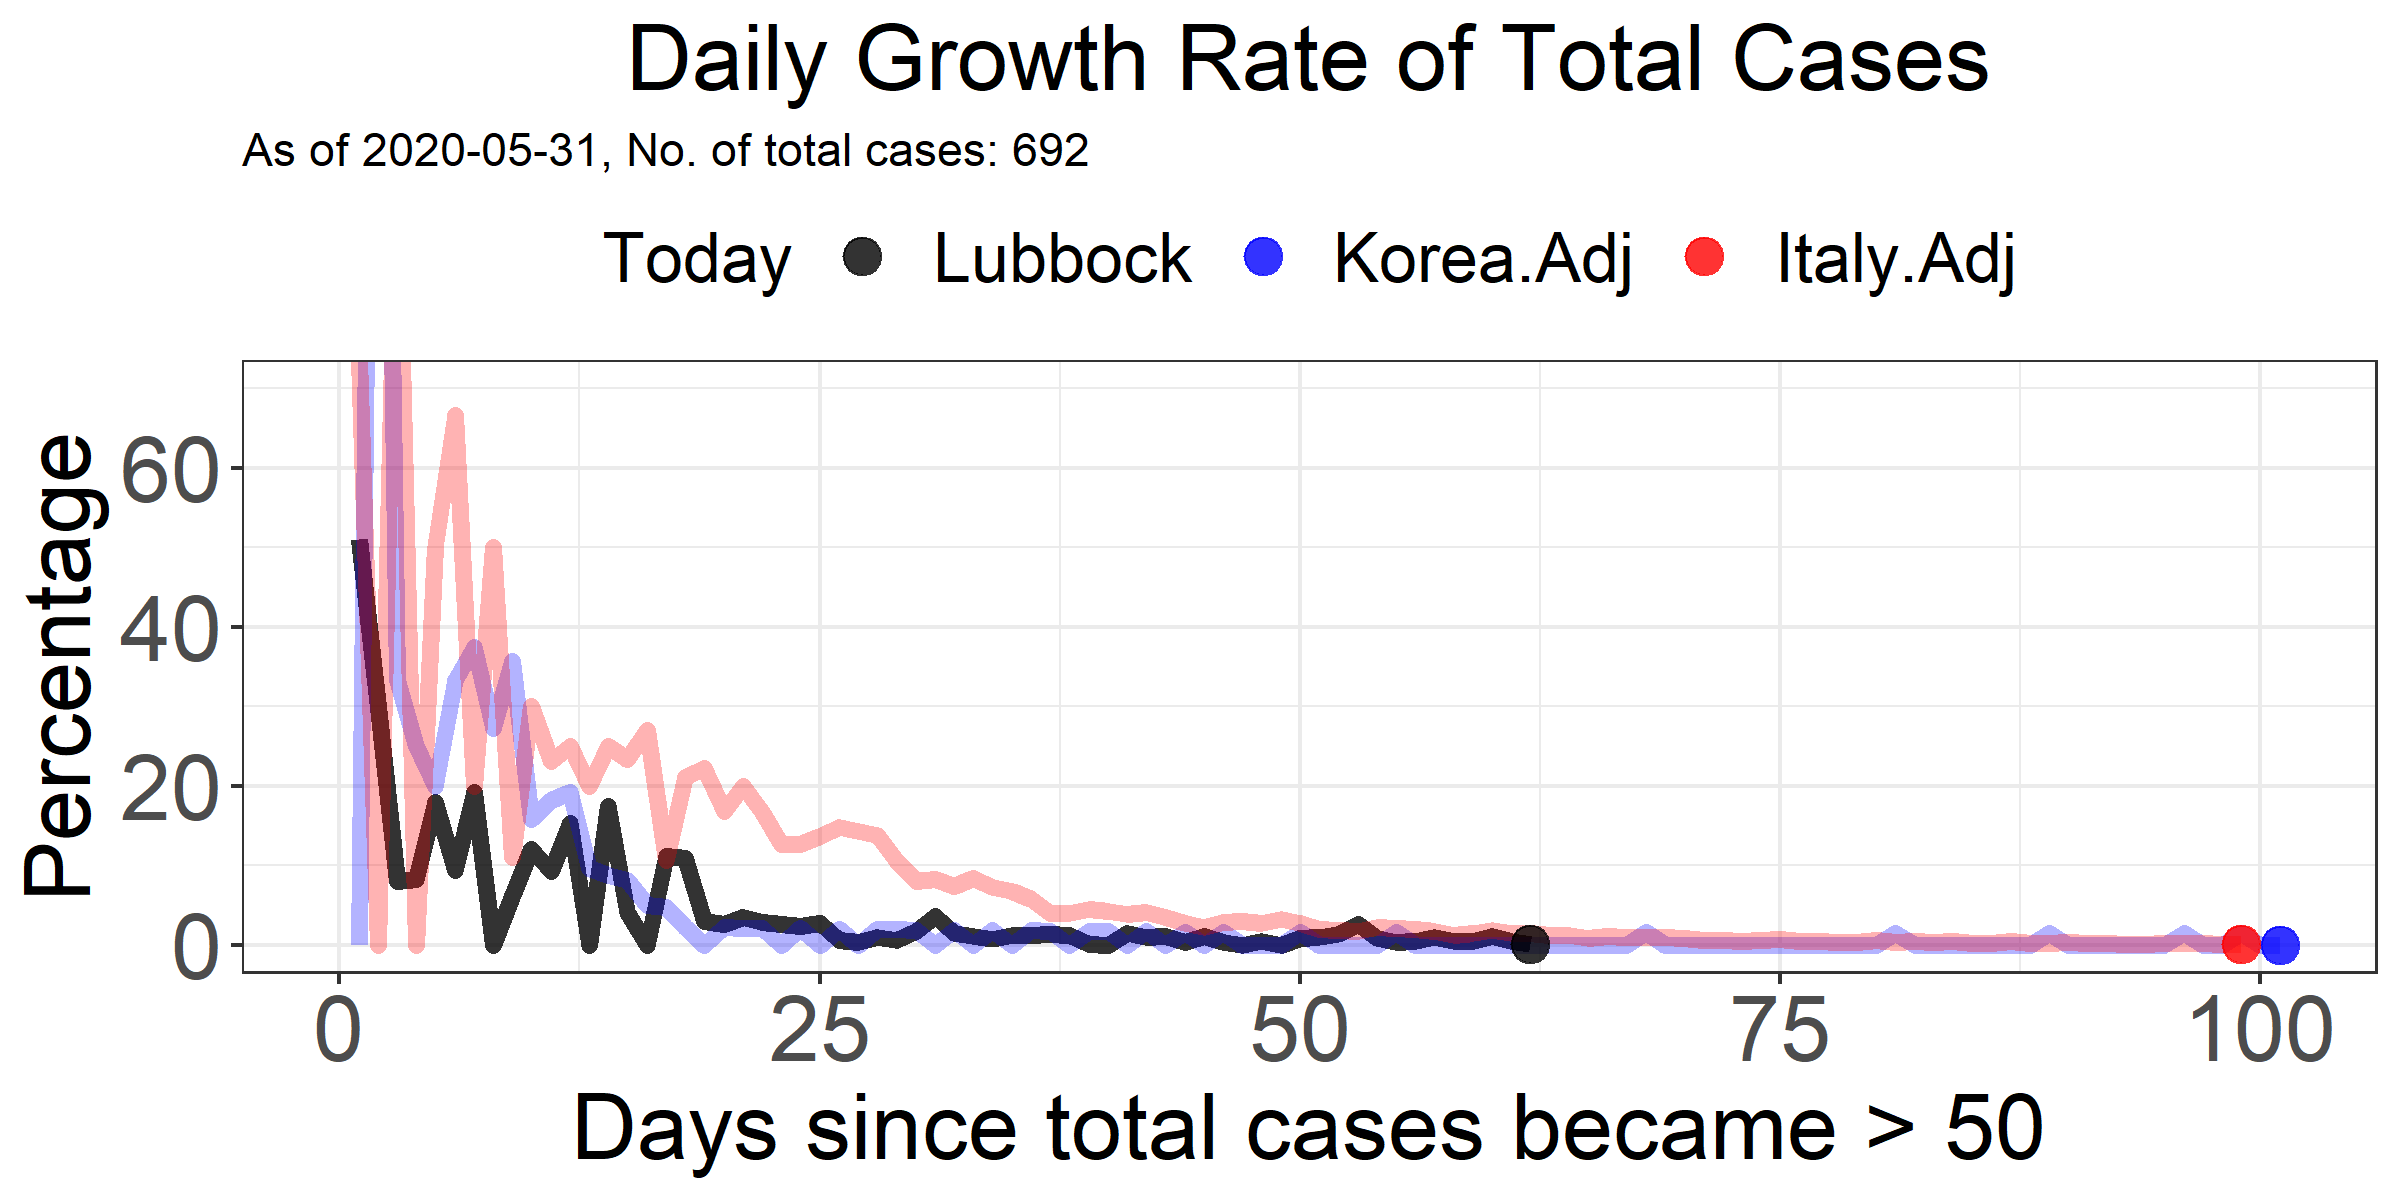 Daily Growth Rate of Total Cases
As of 2020-05-31, No. of total cases: 692
Today Lubbock Korea.Adj Italy.Adj
Percentage
60
40
20
0
0 25 50 75 100
Days since total cases became > 50